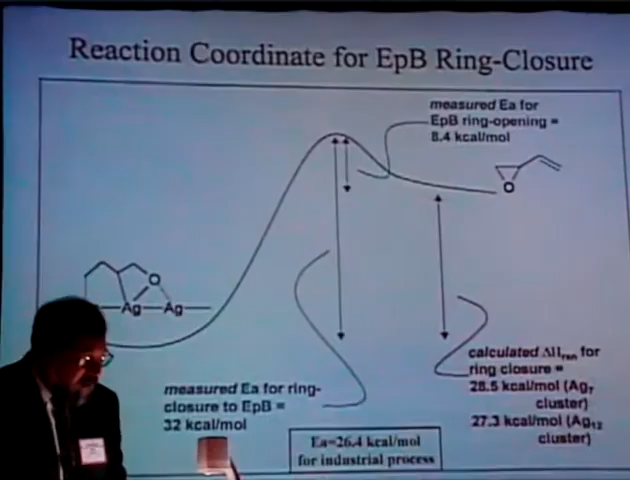 Reaction Coordinate for EpB Ring-Closure
measured Ea for
EpB ring-opening =
8.4 kcal/mol
O
O
Ag
Ag
calculated ΔHrxn for
ring closure =
28.5 kcal/mol (Ag7
cluster)
27.3 kcal/mol (Ag12
cluster)
measured Ea for ring-
closure to EpB =
32 kcal/mol
Ea=26.4 kcal/mol
for industrial process